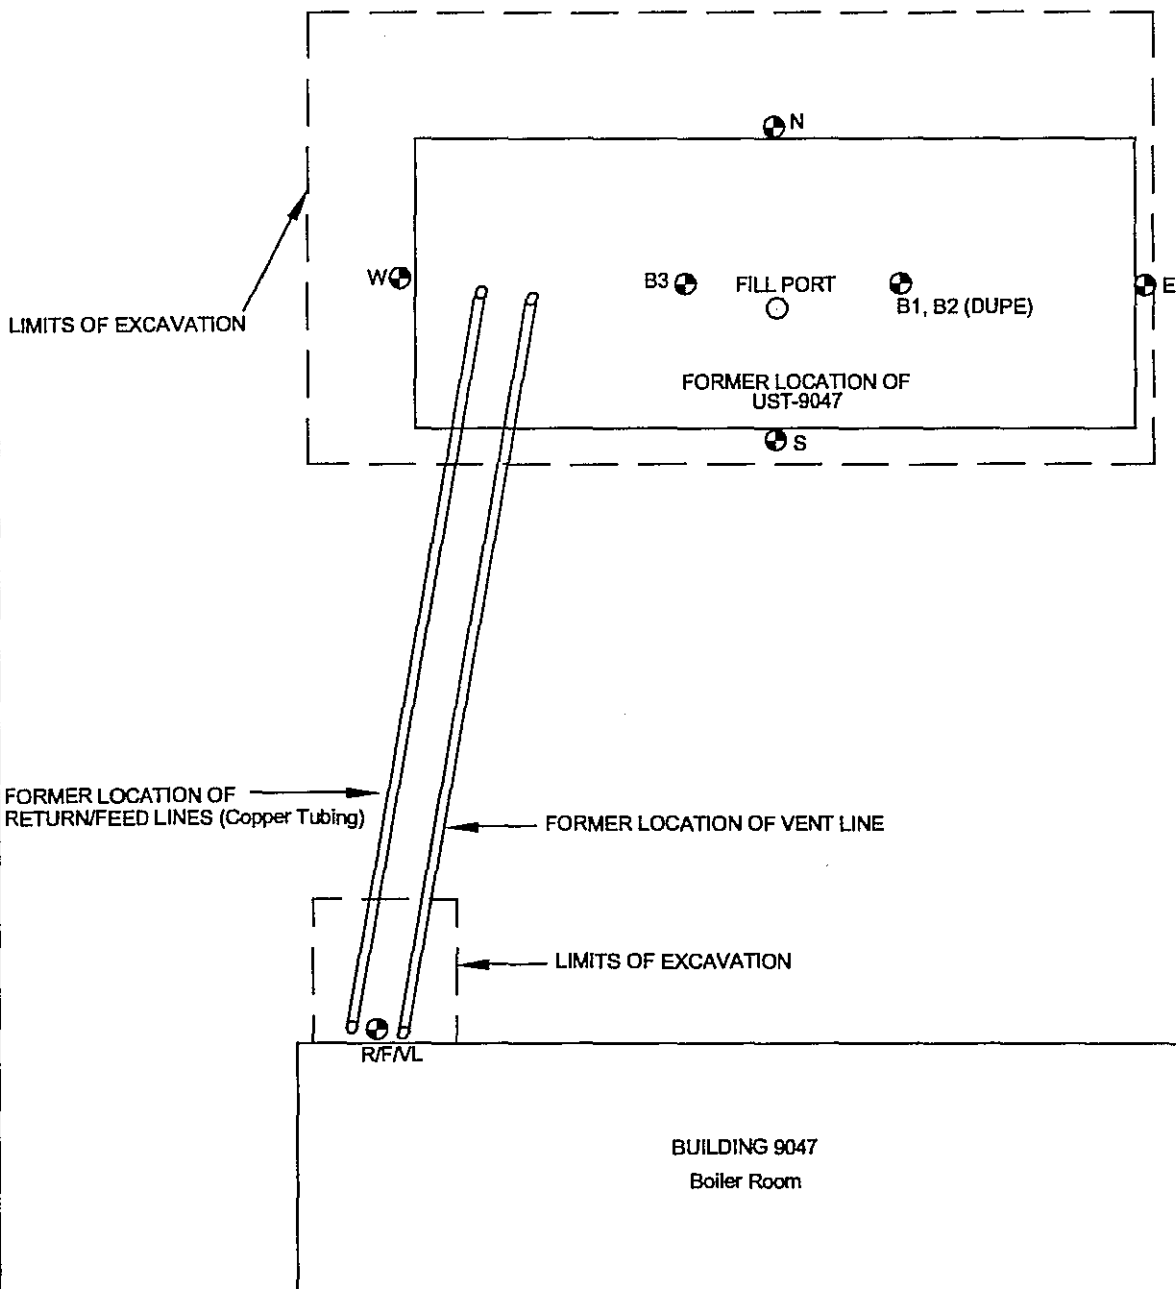 N
W
B3
FILL PORT
E
B1, B2 (DUPE)
LIMITS OF EXCAVATION
FORMER LOCATION OF
UST-9047
S
FORMER LOCATION OF
RETURN/FEED LINES (Copper Tubing)
FORMER LOCATION OF VENT LINE
LIMITS OF EXCAVATION
R/F/VL
BUILDING 9047
Boiler Room